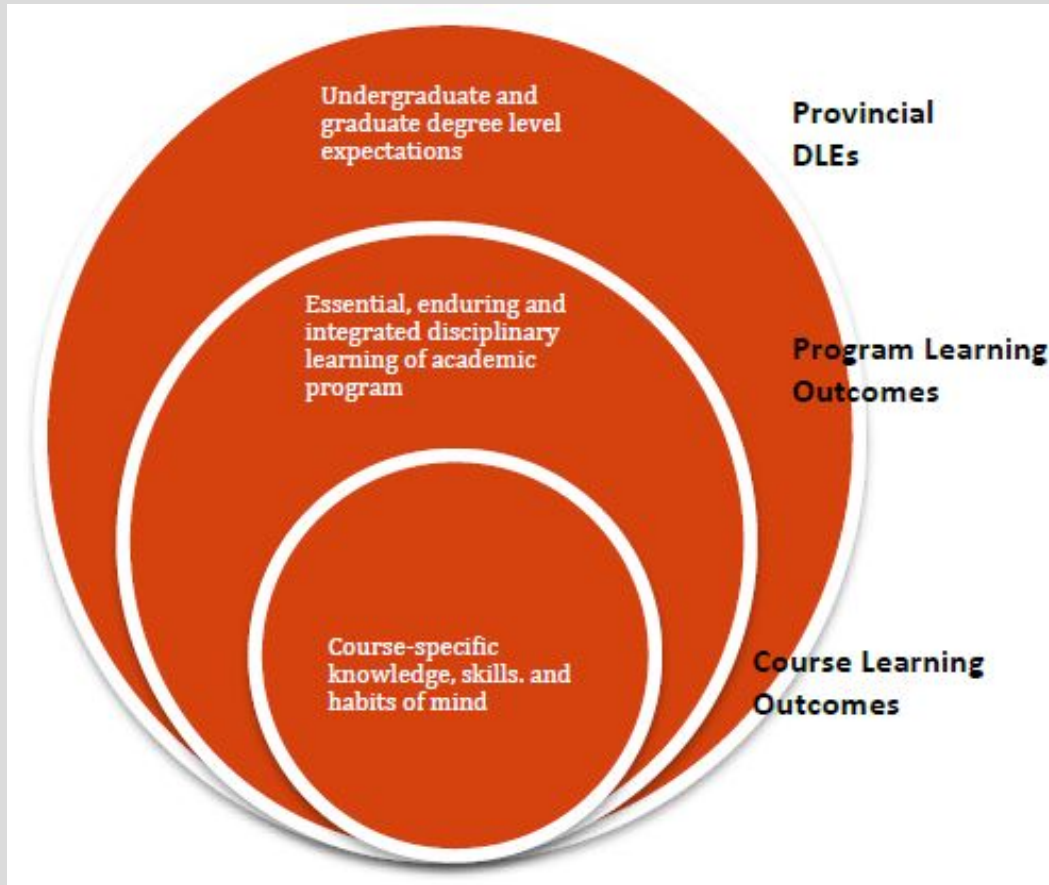 Undergraduate and
graduate degree level
expectations
Provincial
DLEs
Essential, enduring and
integrated disciplinary
learning of academic
program
Program Learning
Outcomes
Course-specific
knowledge, skills. and
habits of mind
Course Learning
Outcomes